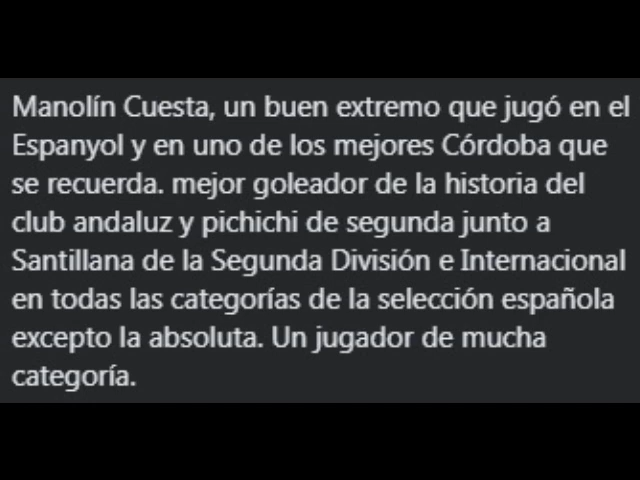 Manolín Cuesta, un buen extremo que jugó en el
Espanyol y en uno de los mejores Córdoba que
se recuerda. mejor goleador de la historia del
club andaluz y pichichi de segunda junto a
Santillana de la Segunda División e Internacional
en todas las categorías de la selección española
excepto la absoluta. Un jugador de mucha
categoría.